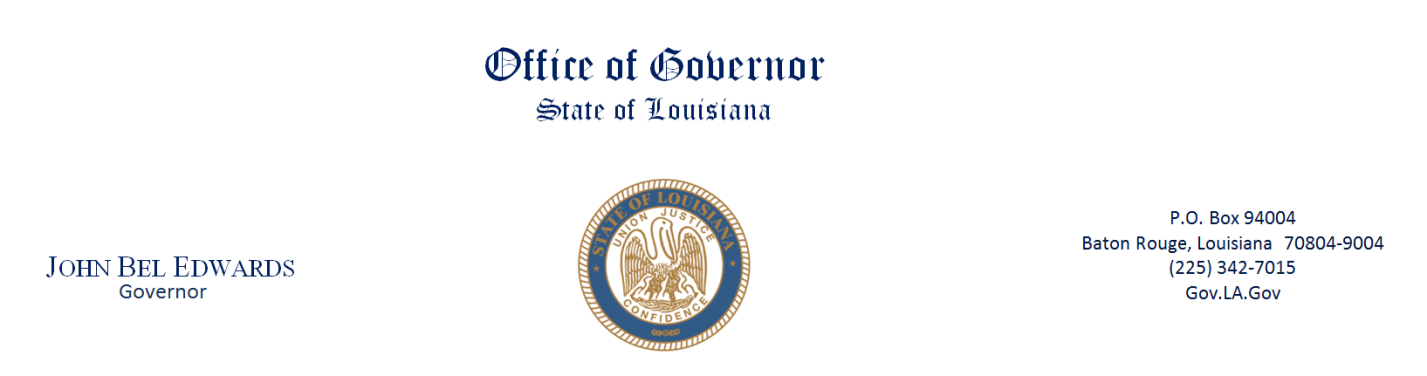 Office of Governor
State of Louisiana
STATE OF LOUISIANA
UNION JUSTICE
CONFIDENCE
JOHN BEL EDWARDS
Governor
P.O. Box 94004
Baton Rouge, Louisiana 70804-9004
(225) 342-7015
Gov.LA.Gov